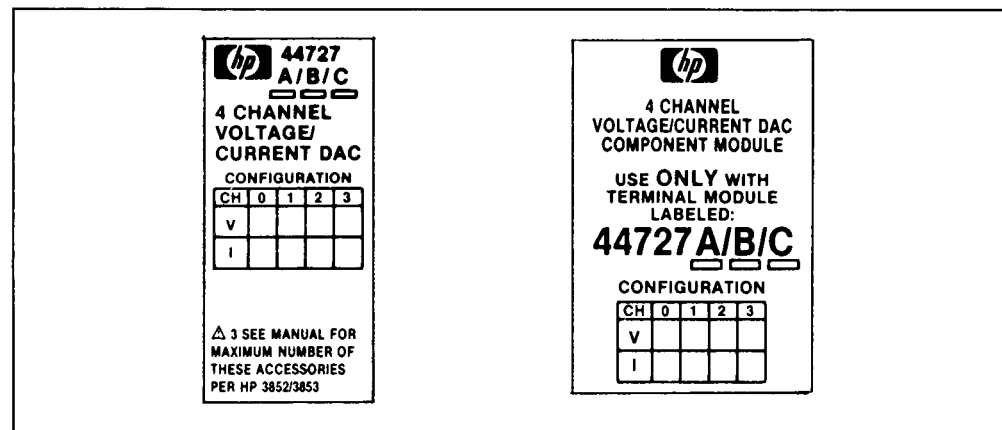 hp 44727
A/B/C
4 CHANNEL
VOLTAGE/
CURRENT DAC
CONFIGURATION
CH 0 1 2 3
V
I
⚠ 3 SEE MANUAL FOR
MAXIMUM NUMBER OF
THESE ACCESSORIES
PER HP 3852/3853
hp
4 CHANNEL
VOLTAGE/CURRENT DAC
COMPONENT MODULE
USE ONLY WITH
TERMINAL MODULE
LABELED:
44727A/B/C
CONFIGURATION
CH 0 1 2 3
V
I